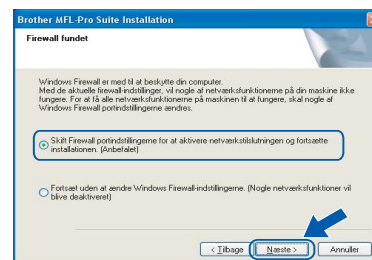 Brother MFL-Pro Suite Installation
Firewall fundet
Windows Firewall er med til at beskytte din computer.
Med de aktuelle firewall-indstillinger, vil nogle af netværksfunktionerne på din maskine ikke
fungere. For at få alle netværksfunktionerne på maskinen til at fungere, skal nogle af
Windows Firewall portindstillingerne ændres.
Skift Firewall portindstillingerne for at aktivere netværkstilslutningen og fortsætte
installationen. (Anbefalet)
Fortsæt uden at ændre Windows Firewall-indstillingerne. (Nogle netværksfunktioner vil
blive deaktiveret)
< Tilbage Næste > Annuller